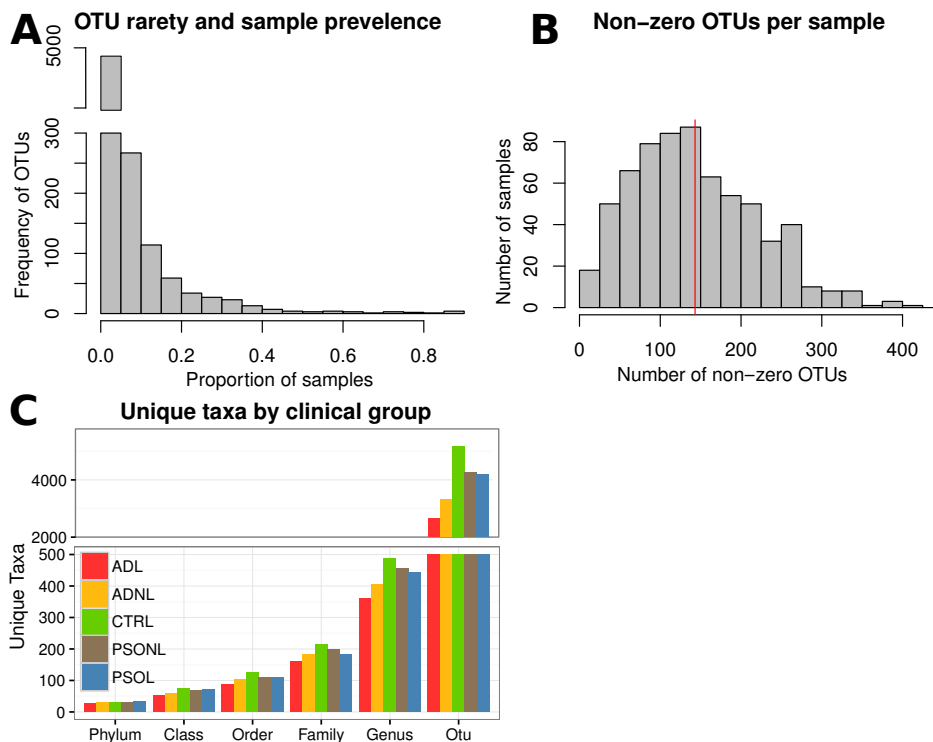 A
OTU rarety and sample prevelence
5000
300
200
100
0
Frequency of OTUs
0.0 0.2 0.4 0.6 0.8
Proportion of samples
B
Non−zero OTUs per sample
80
60
40
20
0
Number of samples
0 100 200 300 400
Number of non−zero OTUs
C
Unique taxa by clinical group
4000
2000
500
400
300
200
100
0
Unique Taxa
ADL
ADNL
CTRL
PSONL
PSOL
Phylum Class Order Family Genus Otu